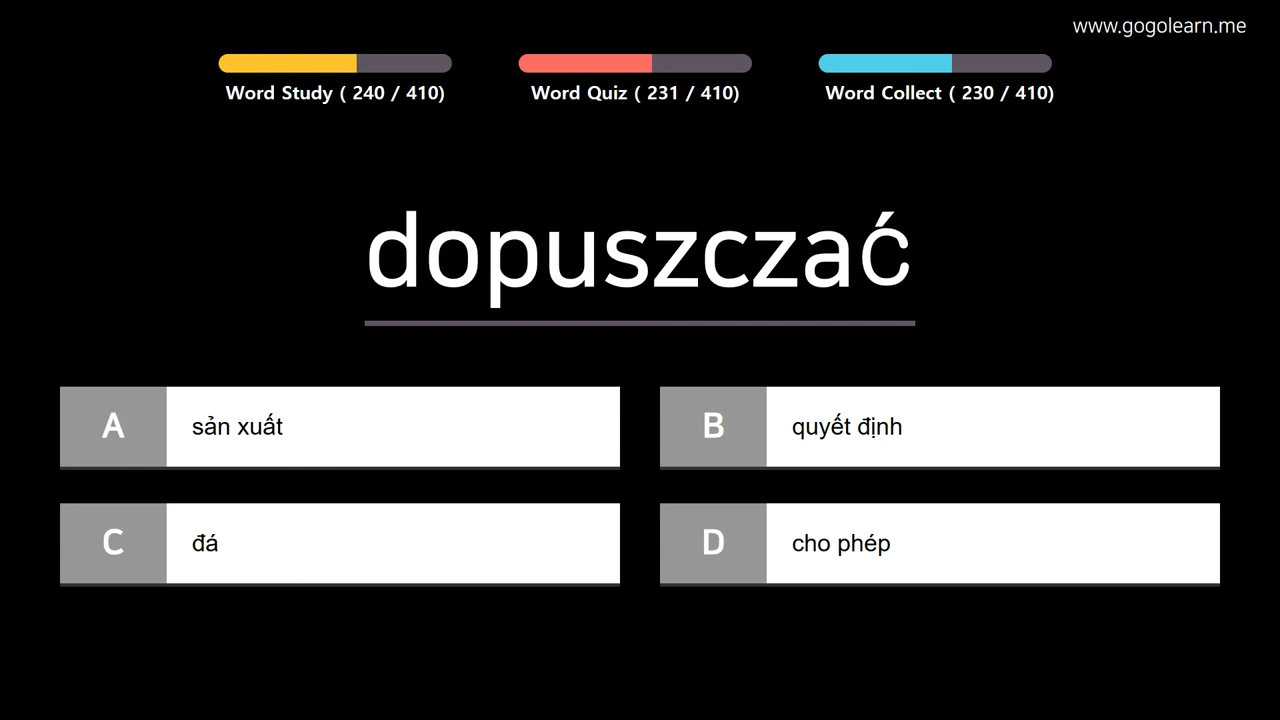 www.gogolearn.me
Word Study ( 240 / 410)
Word Quiz ( 231 / 410)
Word Collect ( 230 / 410)
dopuszczać
A sản xuất
B quyết định
C đá
D cho phép